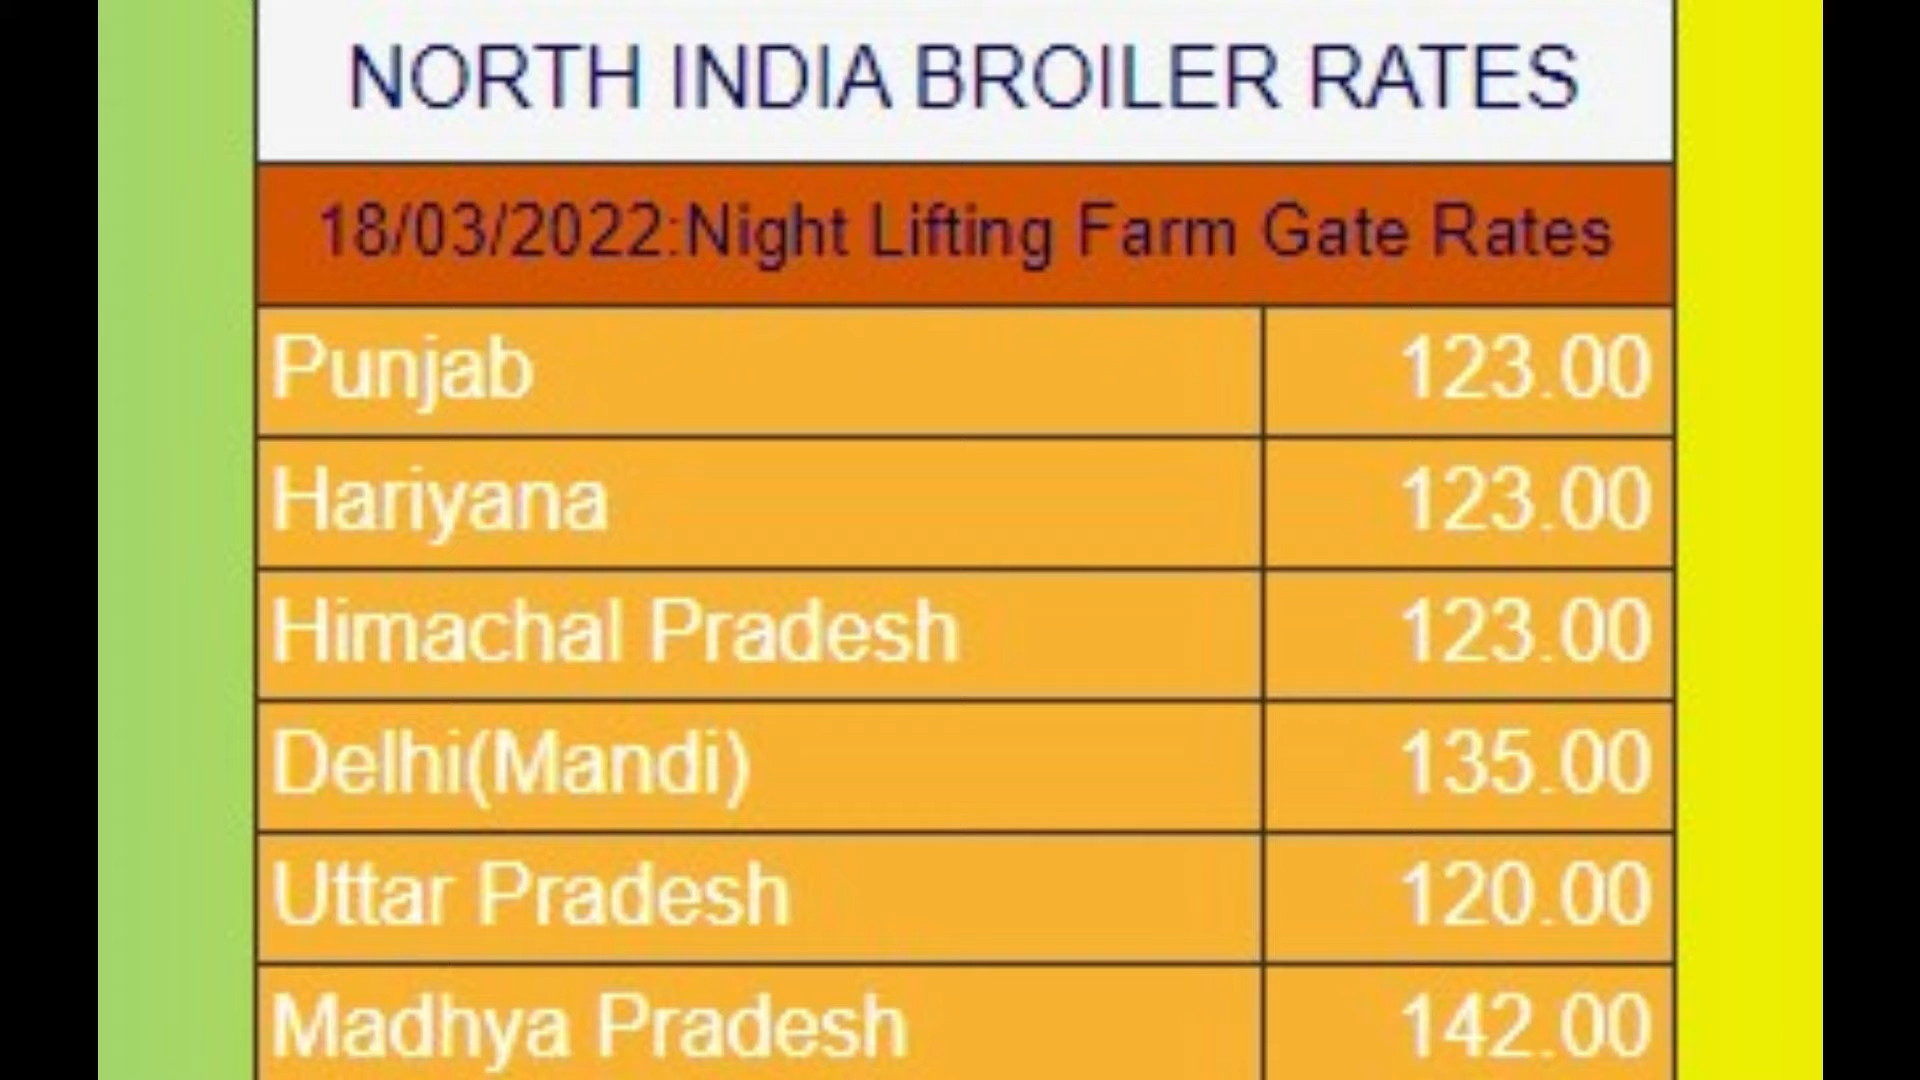 NORTH INDIA BROILER RATES
18/03/2022:Night Lifting Farm Gate Rates
Punjab 123.00
Hariyana 123.00
Himachal Pradesh 123.00
Delhi(Mandi) 135.00
Uttar Pradesh 120.00
Madhya Pradesh 142.00